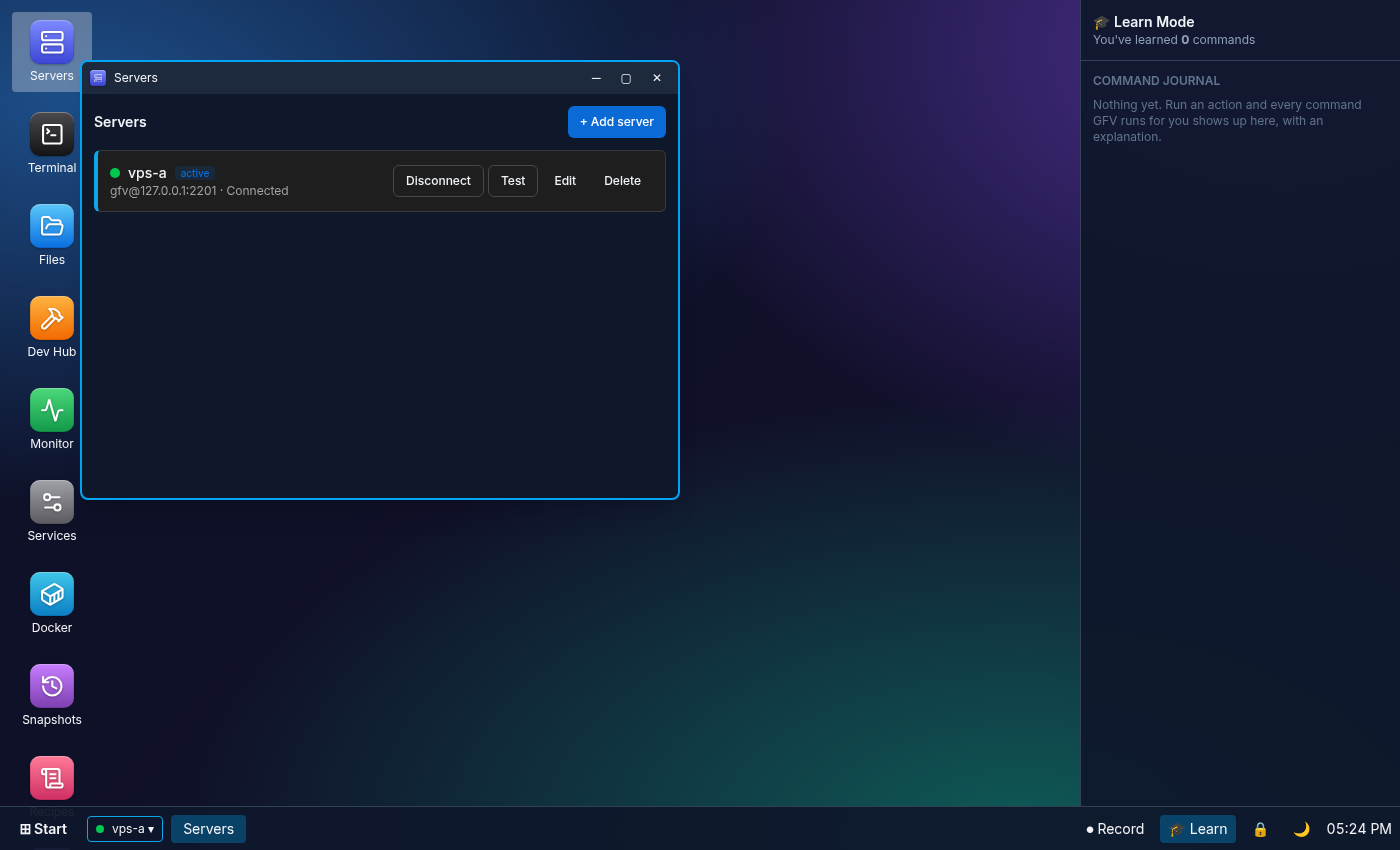 Servers
Terminal
Files
Dev Hub
Monitor
Services
Docker
Snapshots
Recipes
Servers
Servers
+ Add server
vps-a active
gfv@127.0.0.1:2201 · Connected
Disconnect Test Edit Delete
🎓 Learn Mode
You've learned 0 commands
COMMAND JOURNAL
Nothing yet. Run an action and every command
GFV runs for you shows up here, with an
explanation.
⊞ Start vps-a ▾ Servers ● Record 🎓 Learn 🔒 🌙 05:24 PM